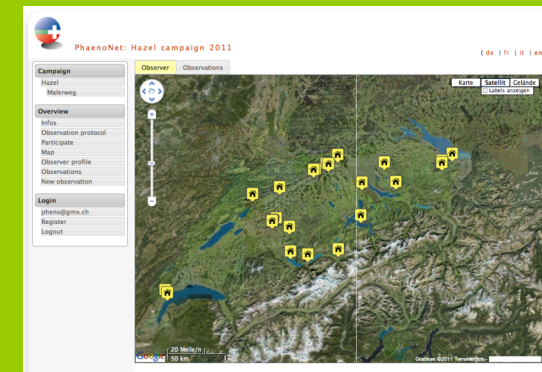 PhaenoNet: Hazel campaign 2011
( de | fr | it | en
Campaign
Hazel
Malerweg
Overview
Infos
Observation protocol
Participate
Map
Observer profile
Observations
New observation
Login
pheno@gmx.ch
Register
Logout
Observer Observations
Karte Satellit Gelände
Labels anzeigen
20 Meile/n
50 km
Google
Grafiken ©2011 TerraMetrics -